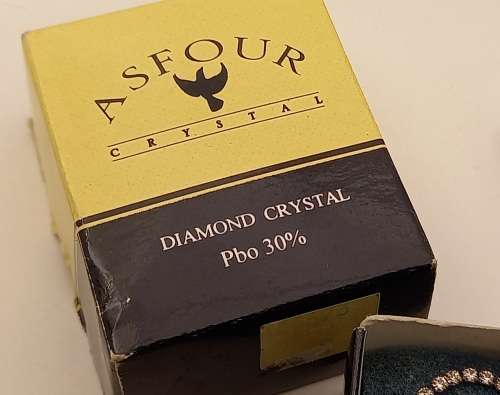 ASFOUR
CRYSTAL
DIAMOND CRYSTAL
Pbo 30%